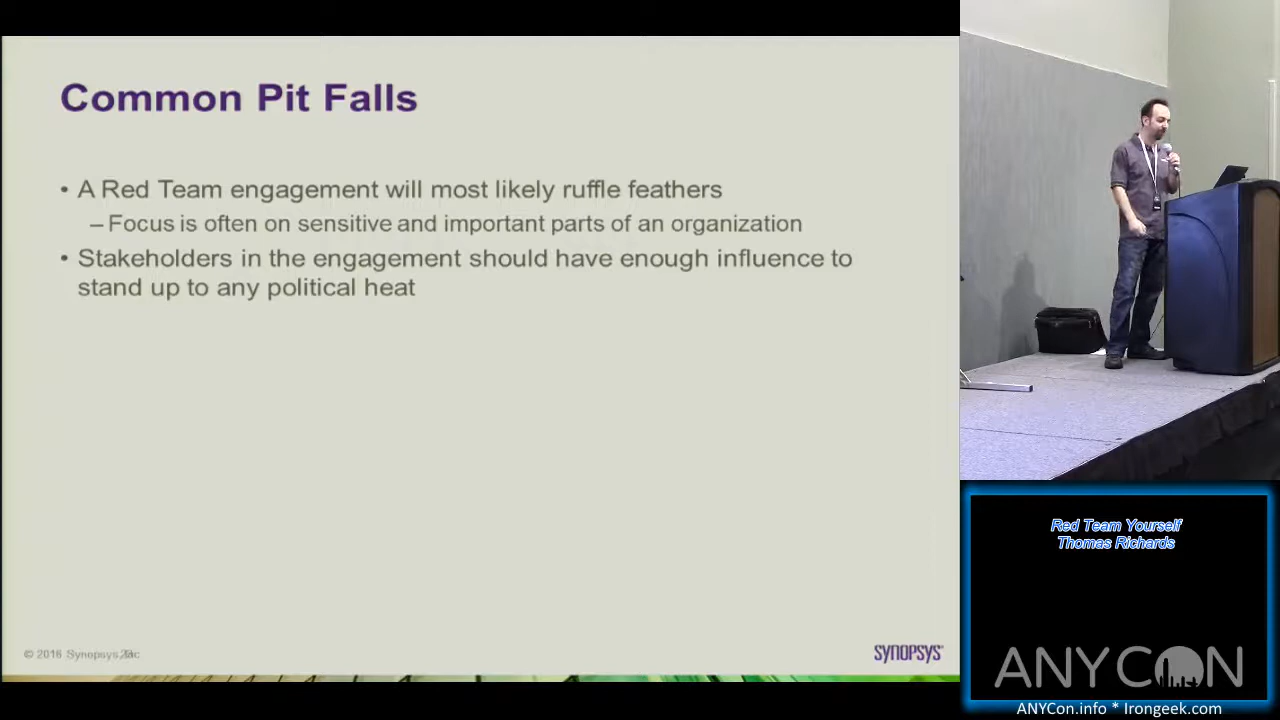 Common Pit Falls
• A Red Team engagement will most likely ruffle feathers
– Focus is often on sensitive and important parts of an organization
• Stakeholders in the engagement should have enough influence to
stand up to any political heat
© 2016 Synopsys,
SYNOPSYS
Red Team Yourself
Thomas Richards
ANYCON
ANYCon.info * Irongeek.com